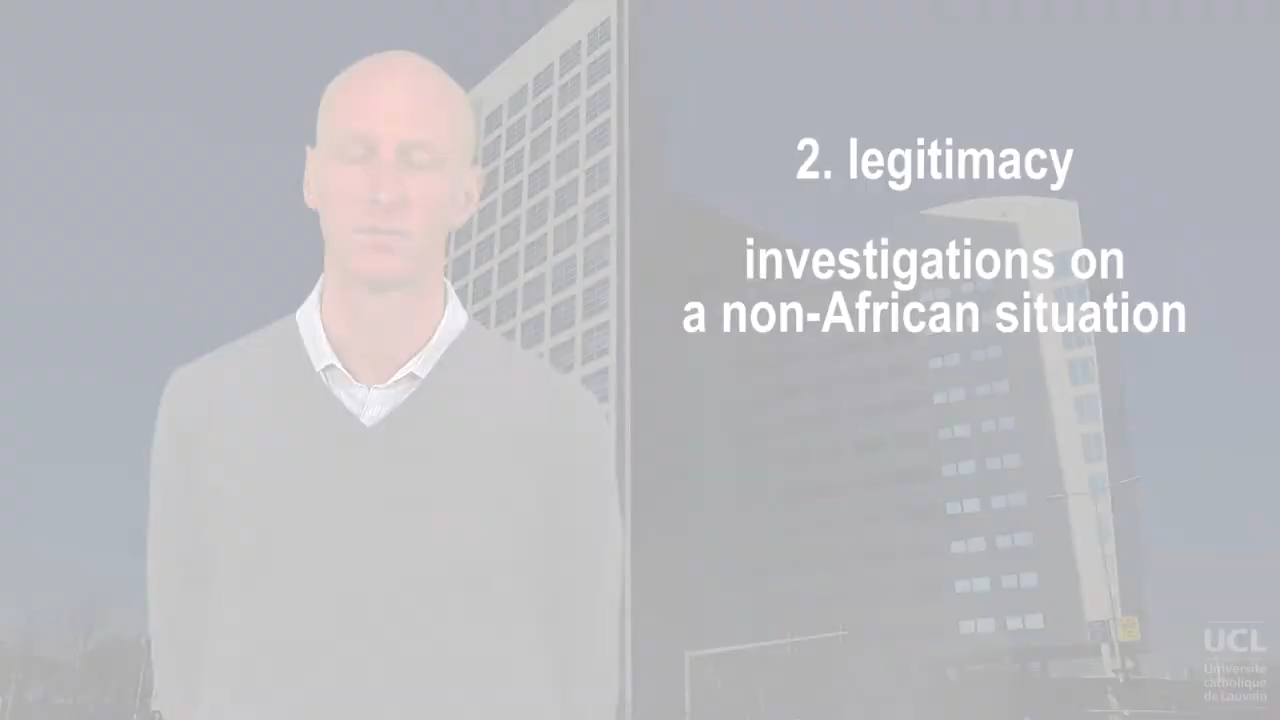 2. legitimacy
investigations on
a non-African situation
UCL
Université
catholique
de Louvain